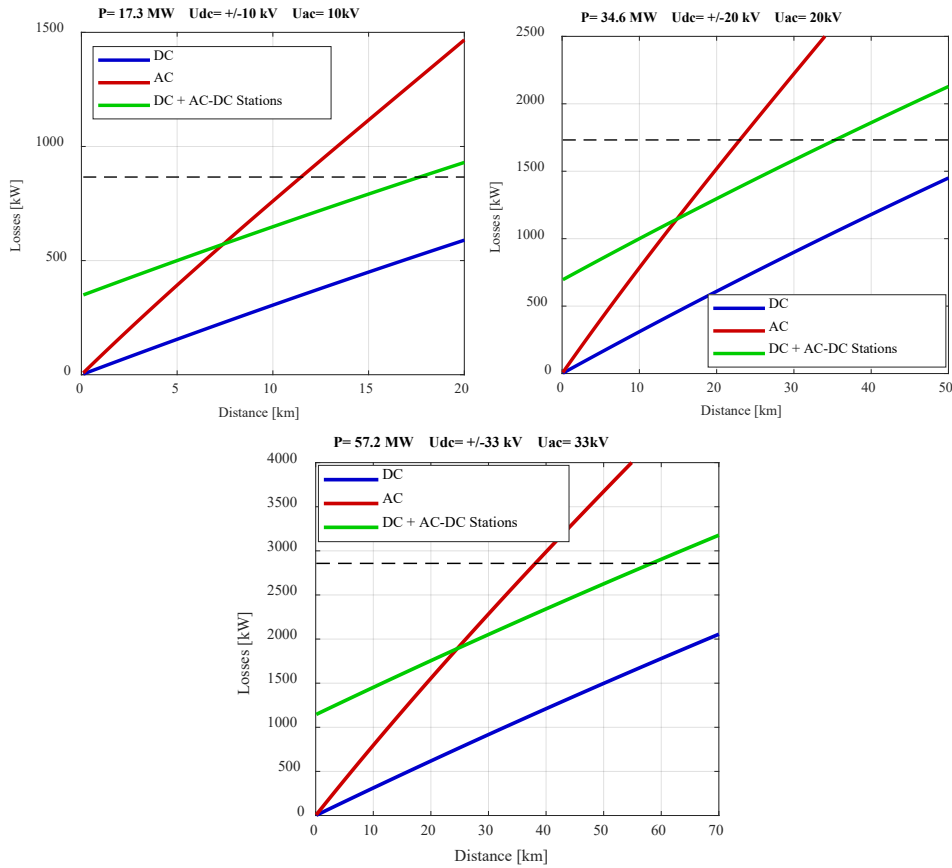 P= 17.3 MW Udc= +/-10 kV Uac= 10kV
1500
1000
500
0
Losses [kW]
DC
AC
DC + AC-DC Stations
0 5 10 15 20
Distance [km]
P= 34.6 MW Udc= +/-20 kV Uac= 20kV
2500
2000
1500
1000
500
0
Losses [kW]
DC
AC
DC + AC-DC Stations
0 10 20 30 40 50
Distance [km]
P= 57.2 MW Udc= +/-33 kV Uac= 33kV
4000
3500
3000
2500
2000
1500
1000
500
0
Losses [kW]
DC
AC
DC + AC-DC Stations
0 10 20 30 40 50 60 70
Distance [km]